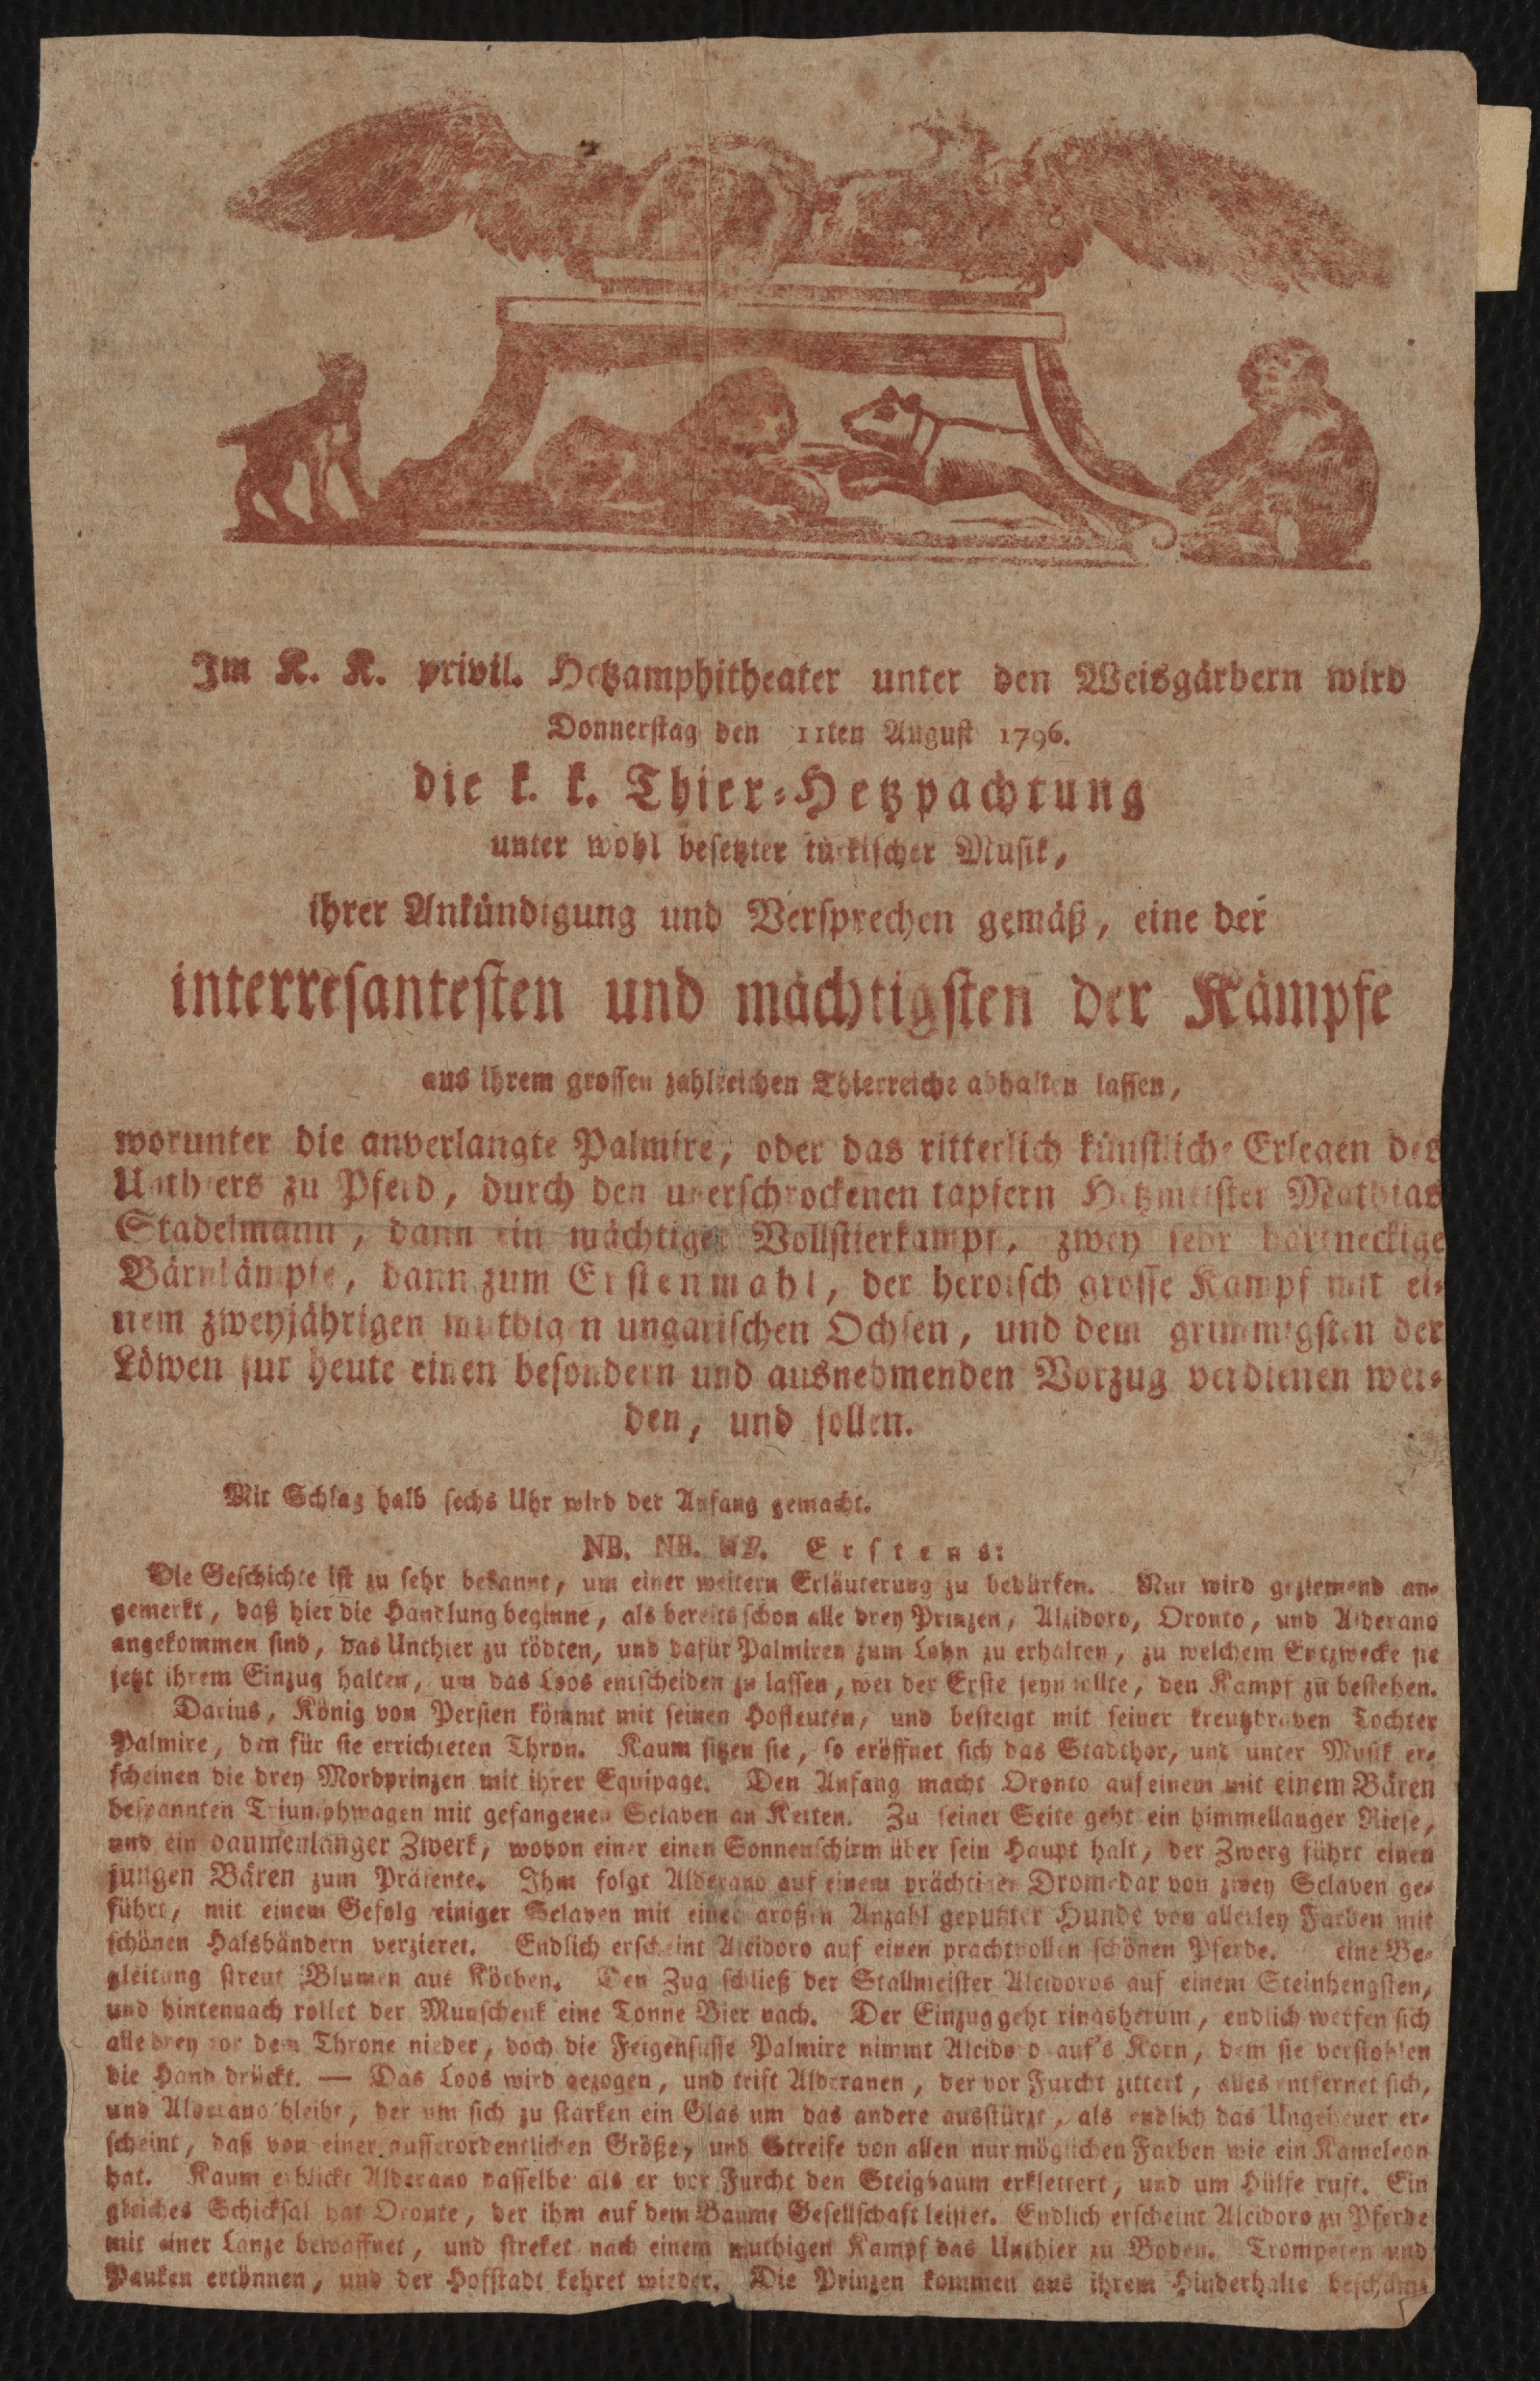 Im K. K. privil. Hetzamphitheater unter den Weisgärbern wird
Donnerstag den 11ten August 1796.
die k. k. Thier-Hetzpachtung
unter wohl besetzter türkischer Musik,
ihrer Ankündigung und Versprechen gemäß, eine der
interresantesten und mächtigsten der Kämpfe
aus ihrem grossen zahlreichen Thierreiche abhalten lassen,
worunter die anverlangte Palmire, oder das ritterlich künstliche Erlegen des
Unthiers zu Pferd, durch den unerschrockenen tapfern Hetzmeister Mathias
Stadelmann, dann ein mächtiger Vollstierkampf, zwey sehr hartneckige
Bärnkämpfe, dann zum Erstenmahl, der heroisch grosse Kampf mit ei-
nem zweyjährigen muthigen ungarischen Ochsen, und dem grimmigsten der
Löwen für heute einen besondern und ausnehmenden Vorzug verdienen wer-
den, und sollen.
Mit Schlag halb sechs Uhr wird der Anfang gemacht.
NB. NB. NB. Erstens:
Die Geschichte ist zu sehr bekannt, um einer weitern Erläuterung zu bedürfen. Nur wird geziemend an-
gemerkt, daß hier die Handlung beginne, als bereits schon alle drey Prinzen, Alzidoro, Oronto, und Alderano
angekommen sind, das Unthier zu tödten, und dafür Palmiren zum Lohn zu erhalten, zu welchem Entzwecke sie
jetzt ihrem Einzug halten, um das Loos entscheiden zu lassen, wer der Erste seyn sollte, den Kampf zu bestehen.
Darius, König von Persien kömmt mit seinen Hofleuten, und besteigt mit seiner kreutzbraven Tochter
Palmire, den für sie errichteten Thron. Kaum sitzen sie, so eröffnet sich das Stadthor, und unter Musik er-
scheinen die drey Mordprinzen mit ihrer Equipage. Den Anfang macht Oronto auf einem mit einem Bären
bespannten Triumphwagen mit gefangenen Sclaven an Ketten. Zu seiner Seite geht ein himmellanger Riese,
und ein daumenlanger Zwerk, wovon einer einen Sonnenschirm über sein Haupt halt, der Zwerg führt einen
jungen Bären zum Präsente. Ihm folgt Alderano auf einem prächtigen Dromedar von zwey Sclaven ge-
führt, mit einem Gefolg einiger Sclaven mit einer großen Anzahl geputzter Hunde von allerley Farben mit
schönen Halsbändern verzieret. Endlich erscheint Alcidoro auf einen prachtvollen schönen Pferde. eine Be-
gleitung streut Blumen aus Körben. Den Zug schließ der Stallmeister Alcidoros auf einem Steinhengsten,
und hintennach rollet der Munschenk eine Tonne Bier nach. Der Einzug geht ringsherum, endlich werfen sich
alle drey vor dem Throne nieder, doch die Feigensusse Palmire nimmt Alcidoro auf's Korn, dem sie verstohlen
die Hand drückt. — Das Loos wird gezogen, und trift Alderanen, der vor Furcht zittert, alles entfernet sich,
und Alderano bleibt, der um sich zu starken ein Glas um das andere ausstürzt, als endlich das Ungeheuer er-
scheint, daß von einer ausserordentlichen Größe, und Streife von allen nur möglichen Farben wie ein Kameleon
hat. Kaum erblickt Alderano dasselbe als er vor Furcht den Steigbaum erklettert, und um Hülfe ruft. Ein
gleiches Schicksal hat Oronte, der ihm auf dem Baume Gesellschaft leistet. Endlich erscheint Alcidoro zu Pferde
mit einer Lanze bewaffnet, und streket nach einem muthigen Kampf das Unthier zu Boden. Trompeten und
Pauken ertönnen, und der Hofstadt kehret wieder. Die Prinzen kommen aus ihrem Hinderhalte beschämt